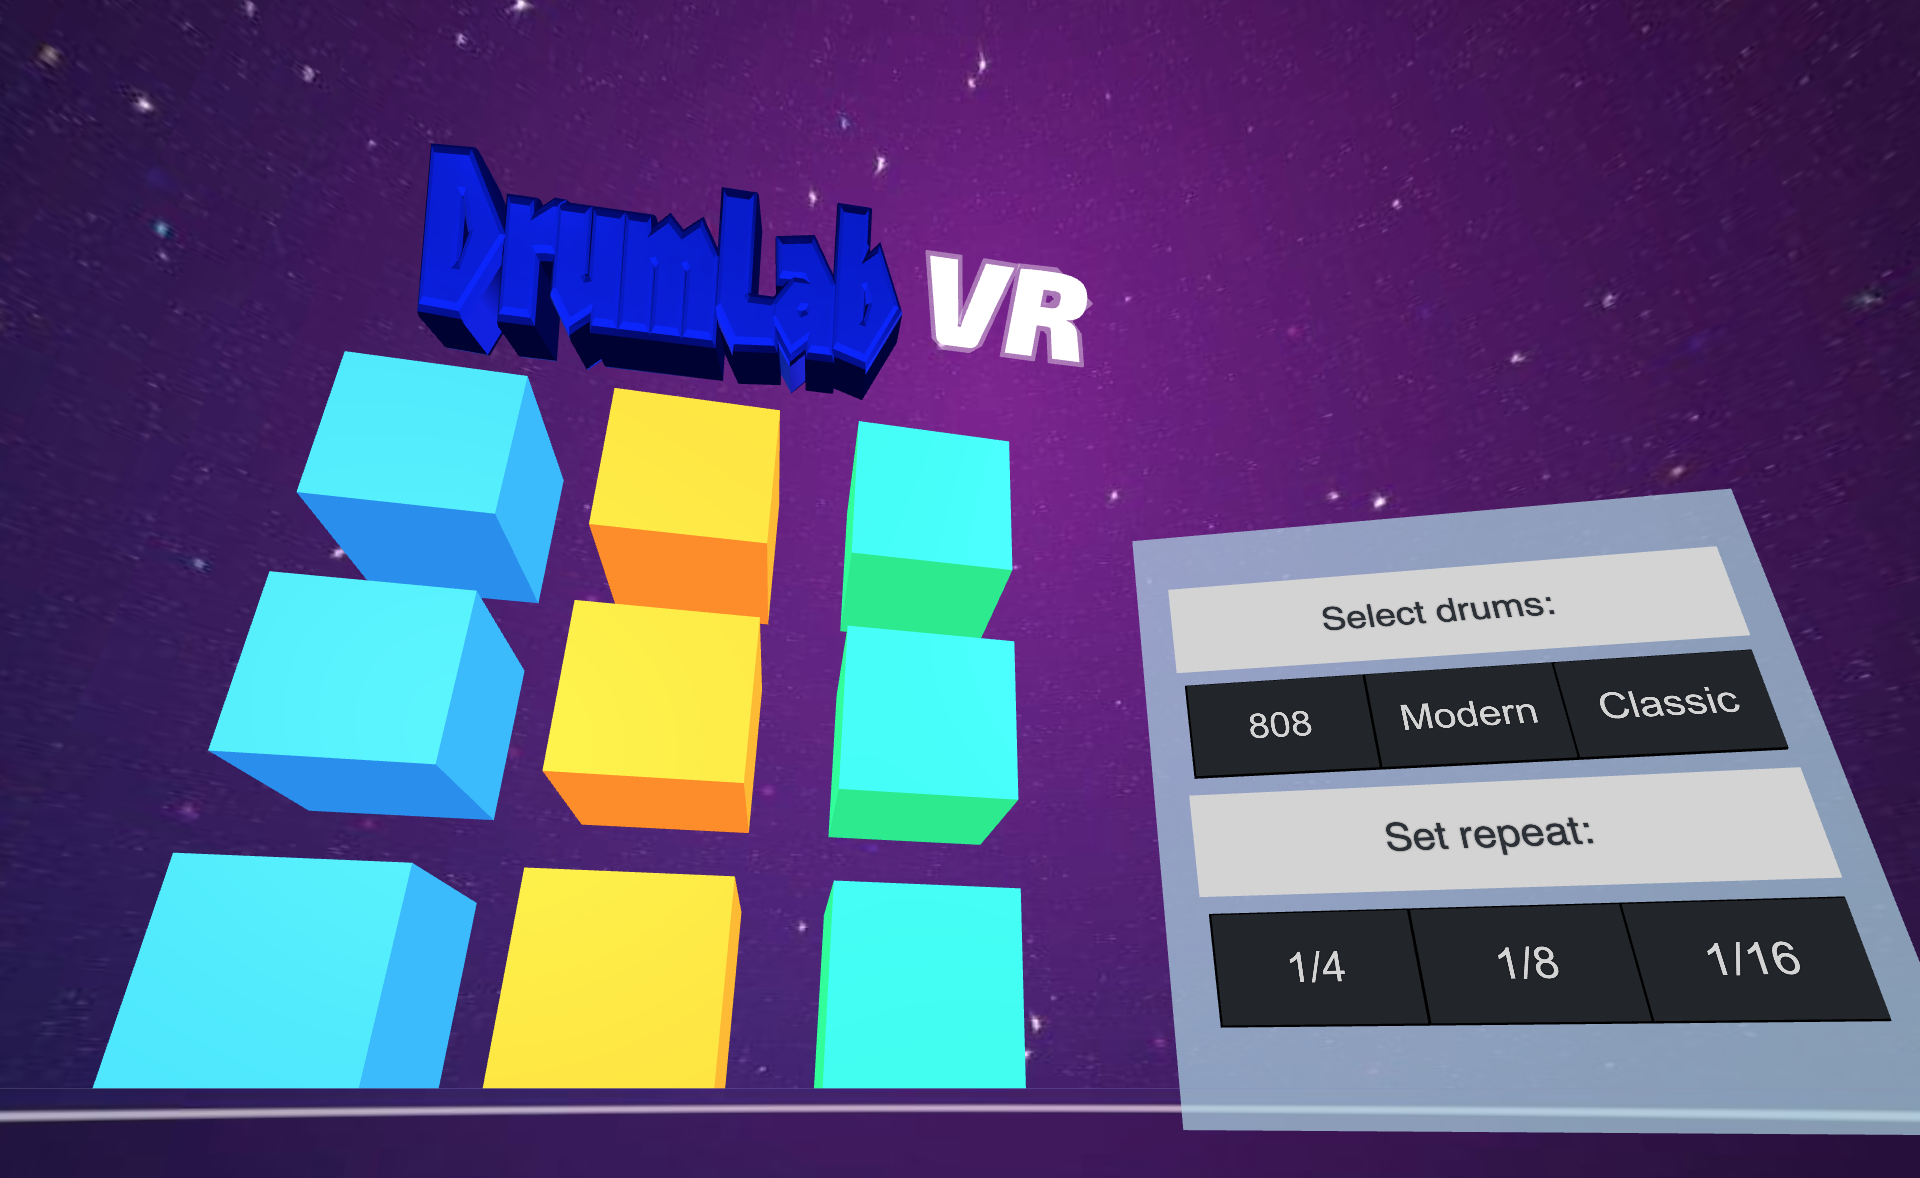 DrumLab VR
Select drums:
808 Modern Classic
Set repeat:
1/4 1/8 1/16